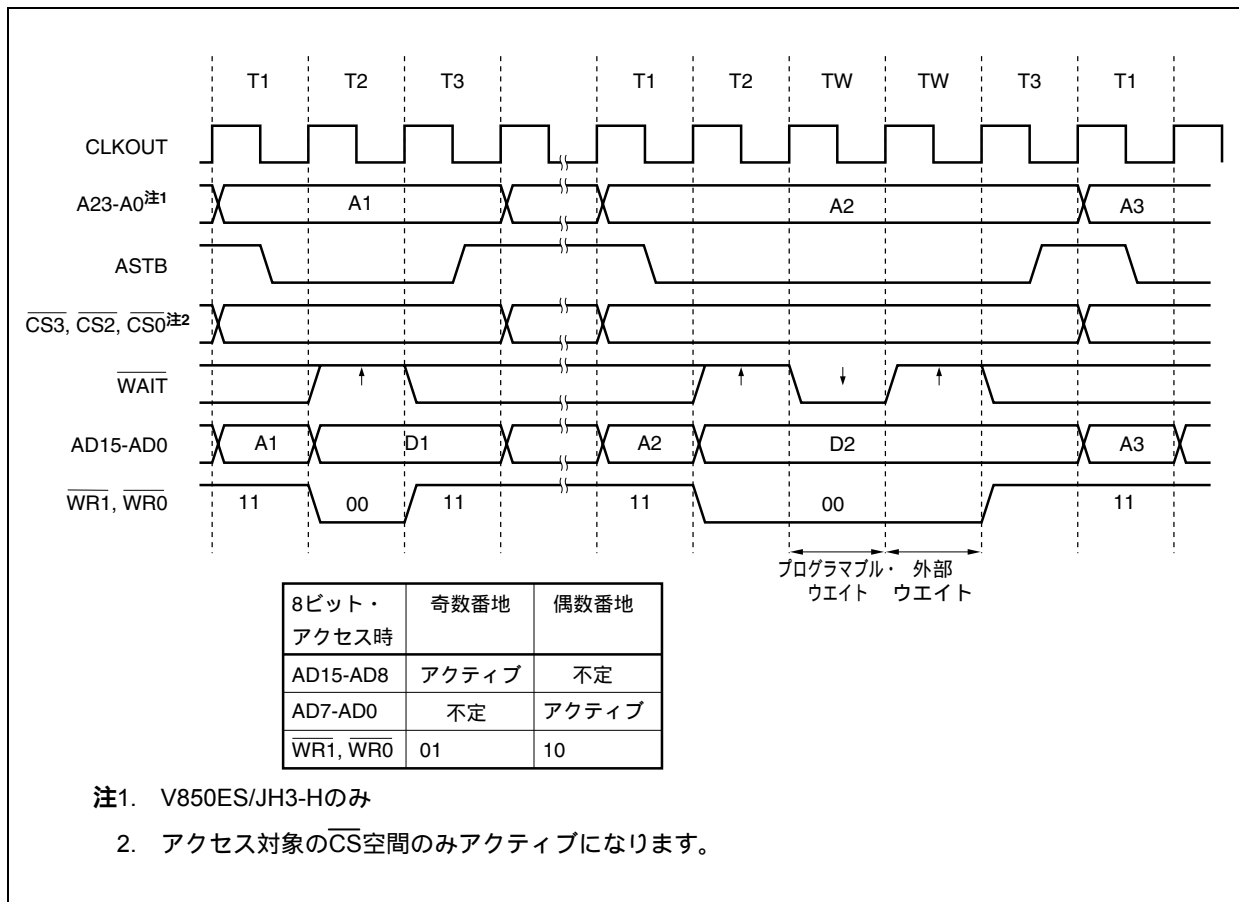 T1 T2 T3 T1 T2 TW TW T3 T1
CLKOUT
A23-A0注1 A1 A2 A3
ASTB
CS3, CS2, CS0注2
WAIT
AD15-AD0 A1 D1 A2 D2 A3
WR1, WR0 11 00 11 11 00 11
プログラマブル・ 外部
ウエイト ウエイト
8ビット・ 奇数番地 偶数番地
アクセス時
AD15-AD8 アクティブ 不定
AD7-AD0 不定 アクティブ
WR1, WR0 01 10
注1. V850ES/JH3-Hのみ
2. アクセス対象のCS空間のみアクティブになります。